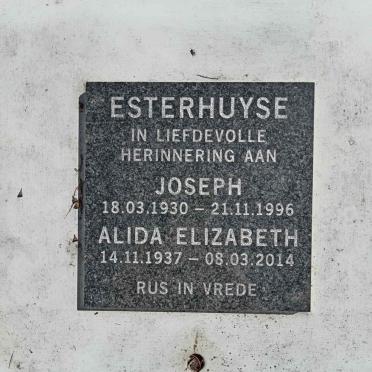 ESTERHUYSE
IN LIEFDEVOLLE
HERINNERING AAN
JOSEPH
18.03.1930 – 21.11.1996
ALIDA ELIZABETH
14.11.1937 – 08.03.2014
RUS IN VREDE